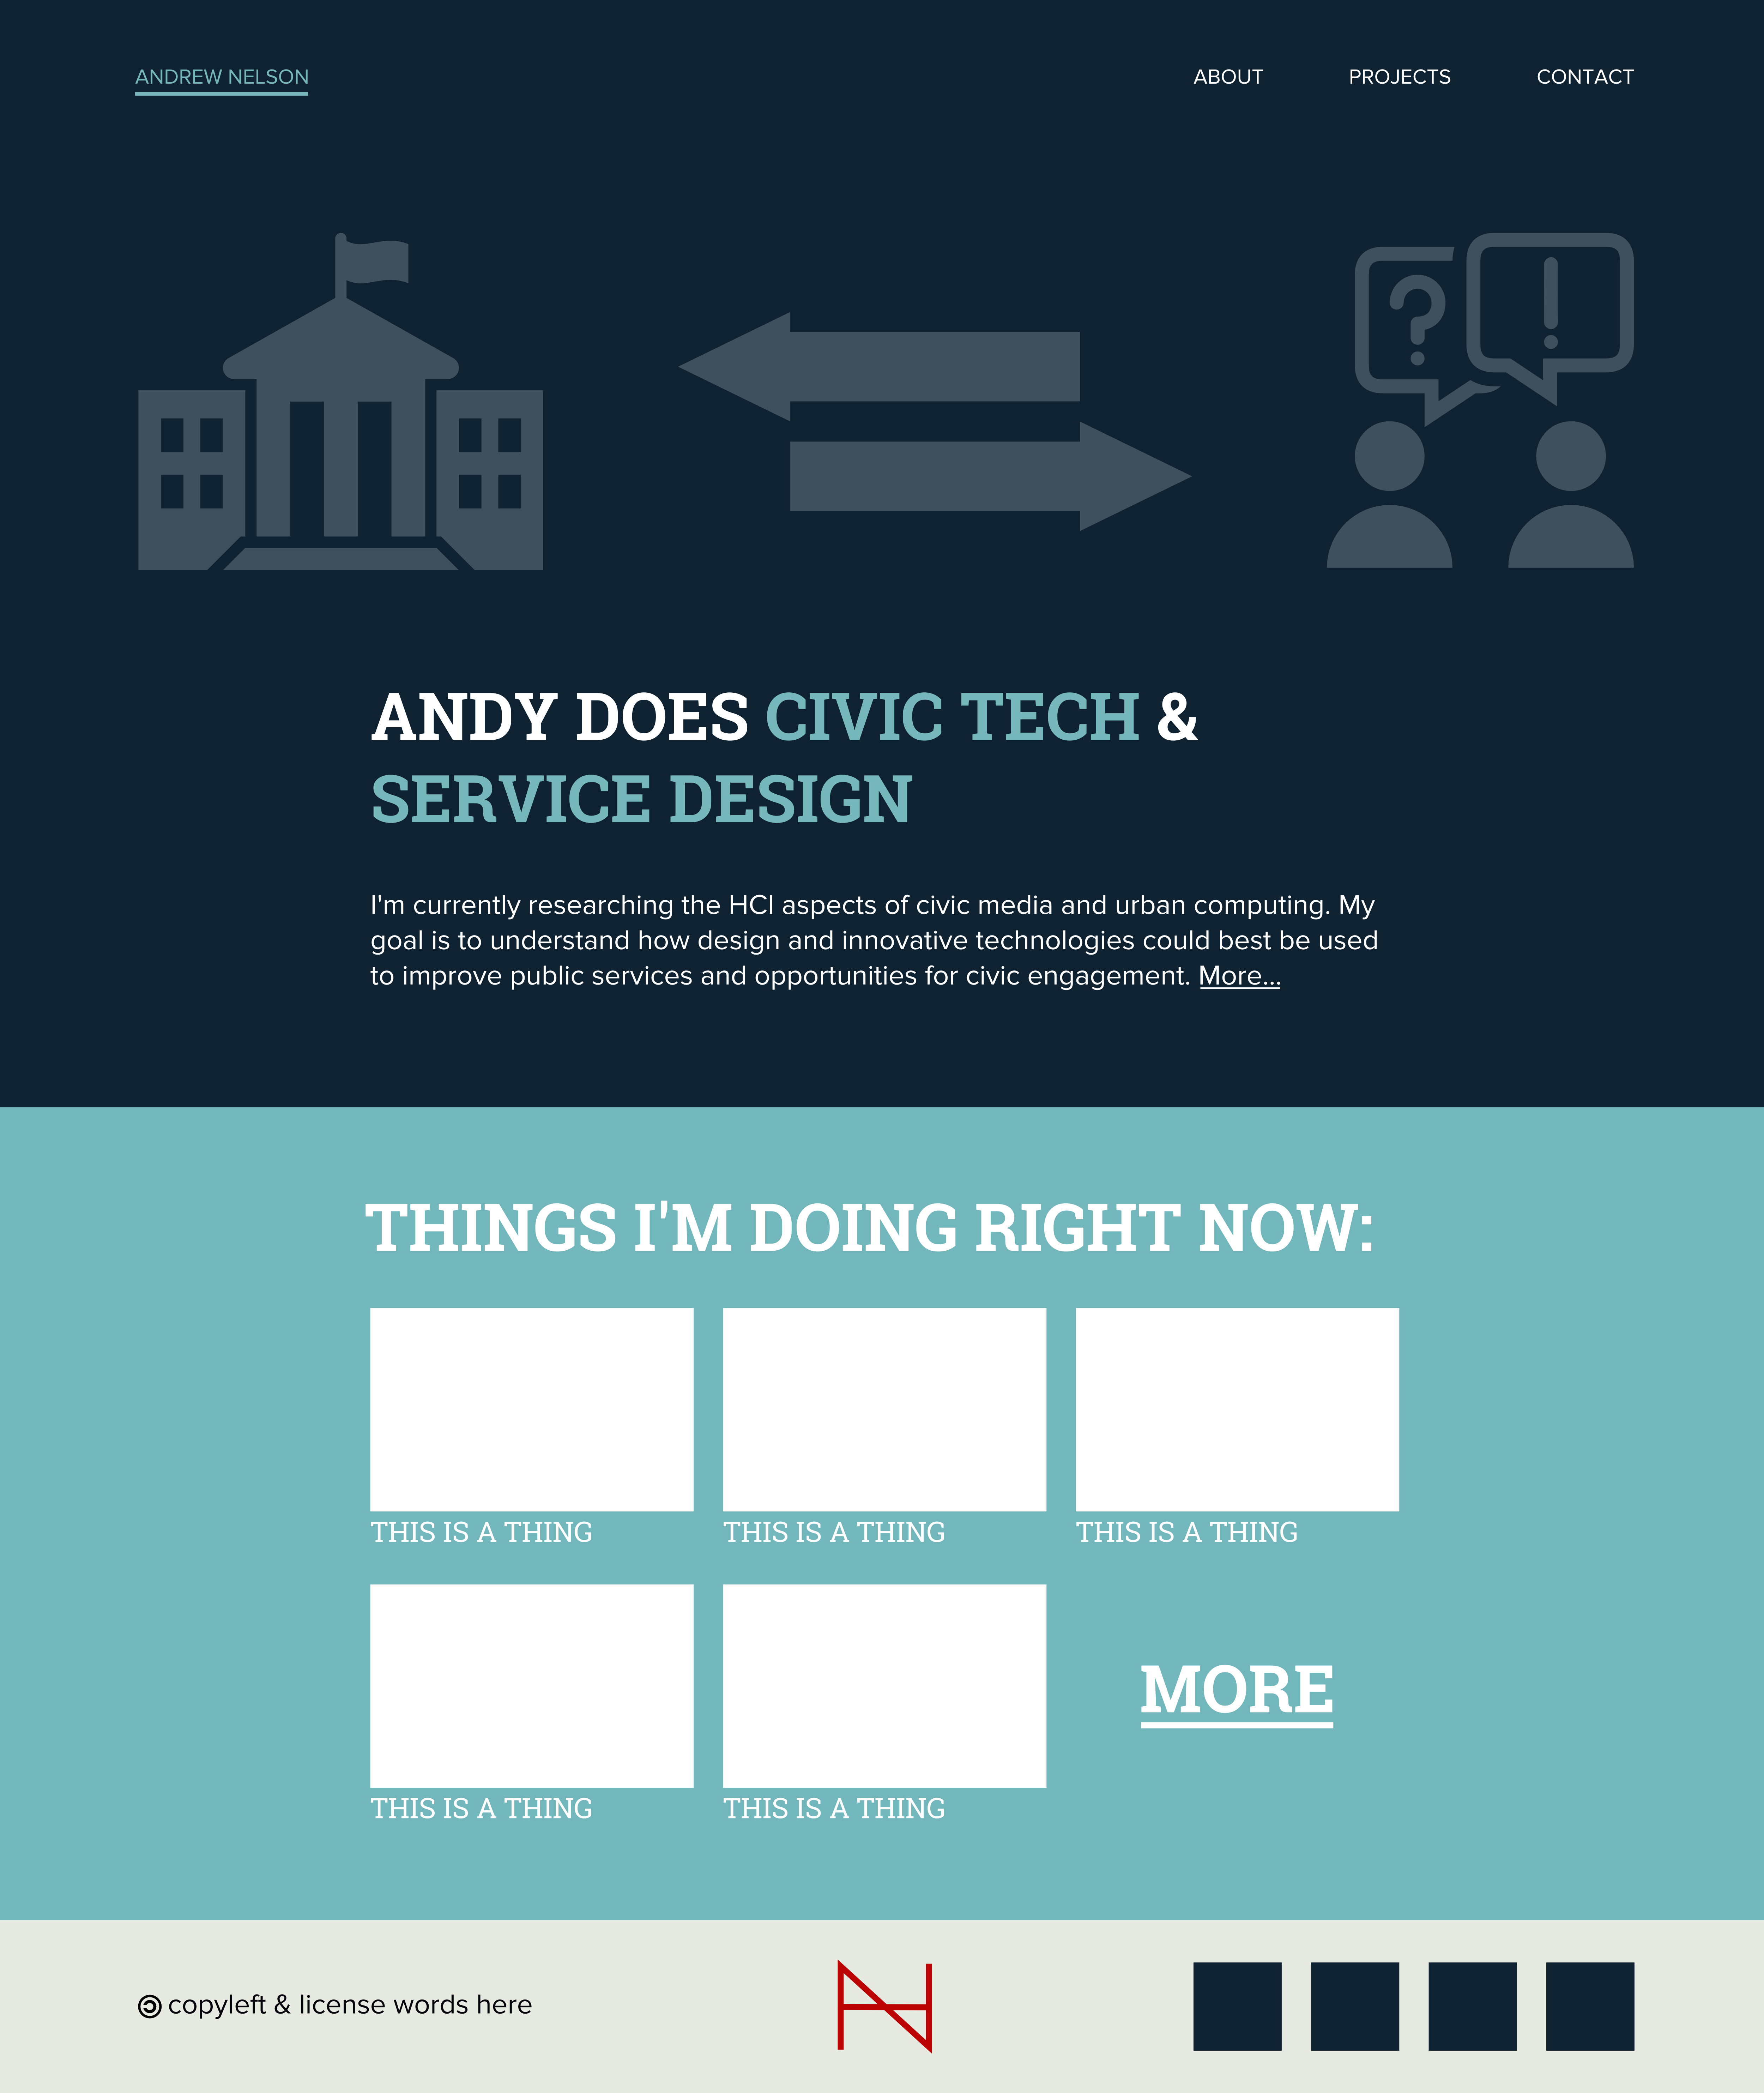 ANDREW NELSON
ABOUT PROJECTS CONTACT
? !
ANDY DOES CIVIC TECH &
SERVICE DESIGN
I'm currently researching the HCI aspects of civic media and urban computing. My
goal is to understand how design and innovative technologies could best be used
to improve public services and opportunities for civic engagement. More...
THINGS I'M DOING RIGHT NOW:
THIS IS A THING
THIS IS A THING
THIS IS A THING
THIS IS A THING
THIS IS A THING
MORE
🄯 copyleft & license words here